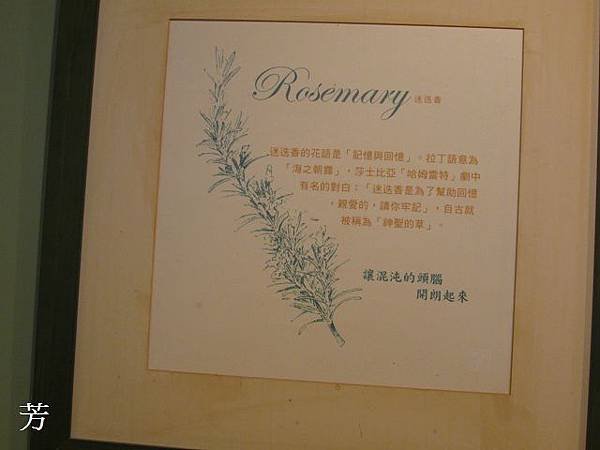 Rosemary 迷迭香
迷迭香的花語是「記憶與回憶」。拉丁語意為
「海之朝露」，莎士比亞「哈姆雷特」劇中
有名的對白：「迷迭香是為了幫助回憶
，親愛的，請你牢記」，自古就
被稱為「神聖的草」。
讓混沌的頭腦
開朗起來
芳